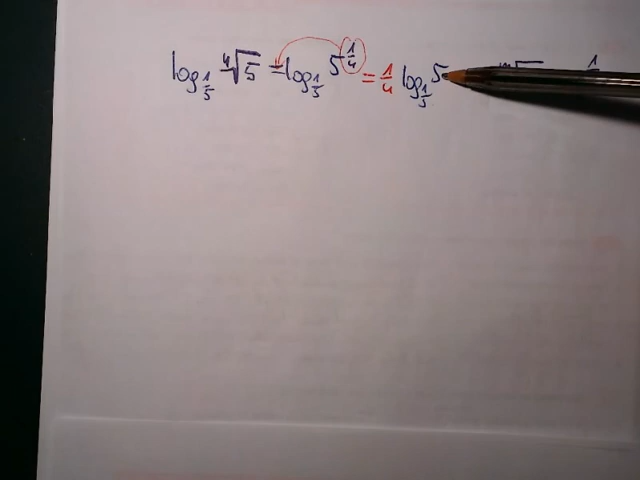 log_{1/5} ⁴√5 = log_{1/5} 5^{1/4} = 1/4 log_{1/5} 5